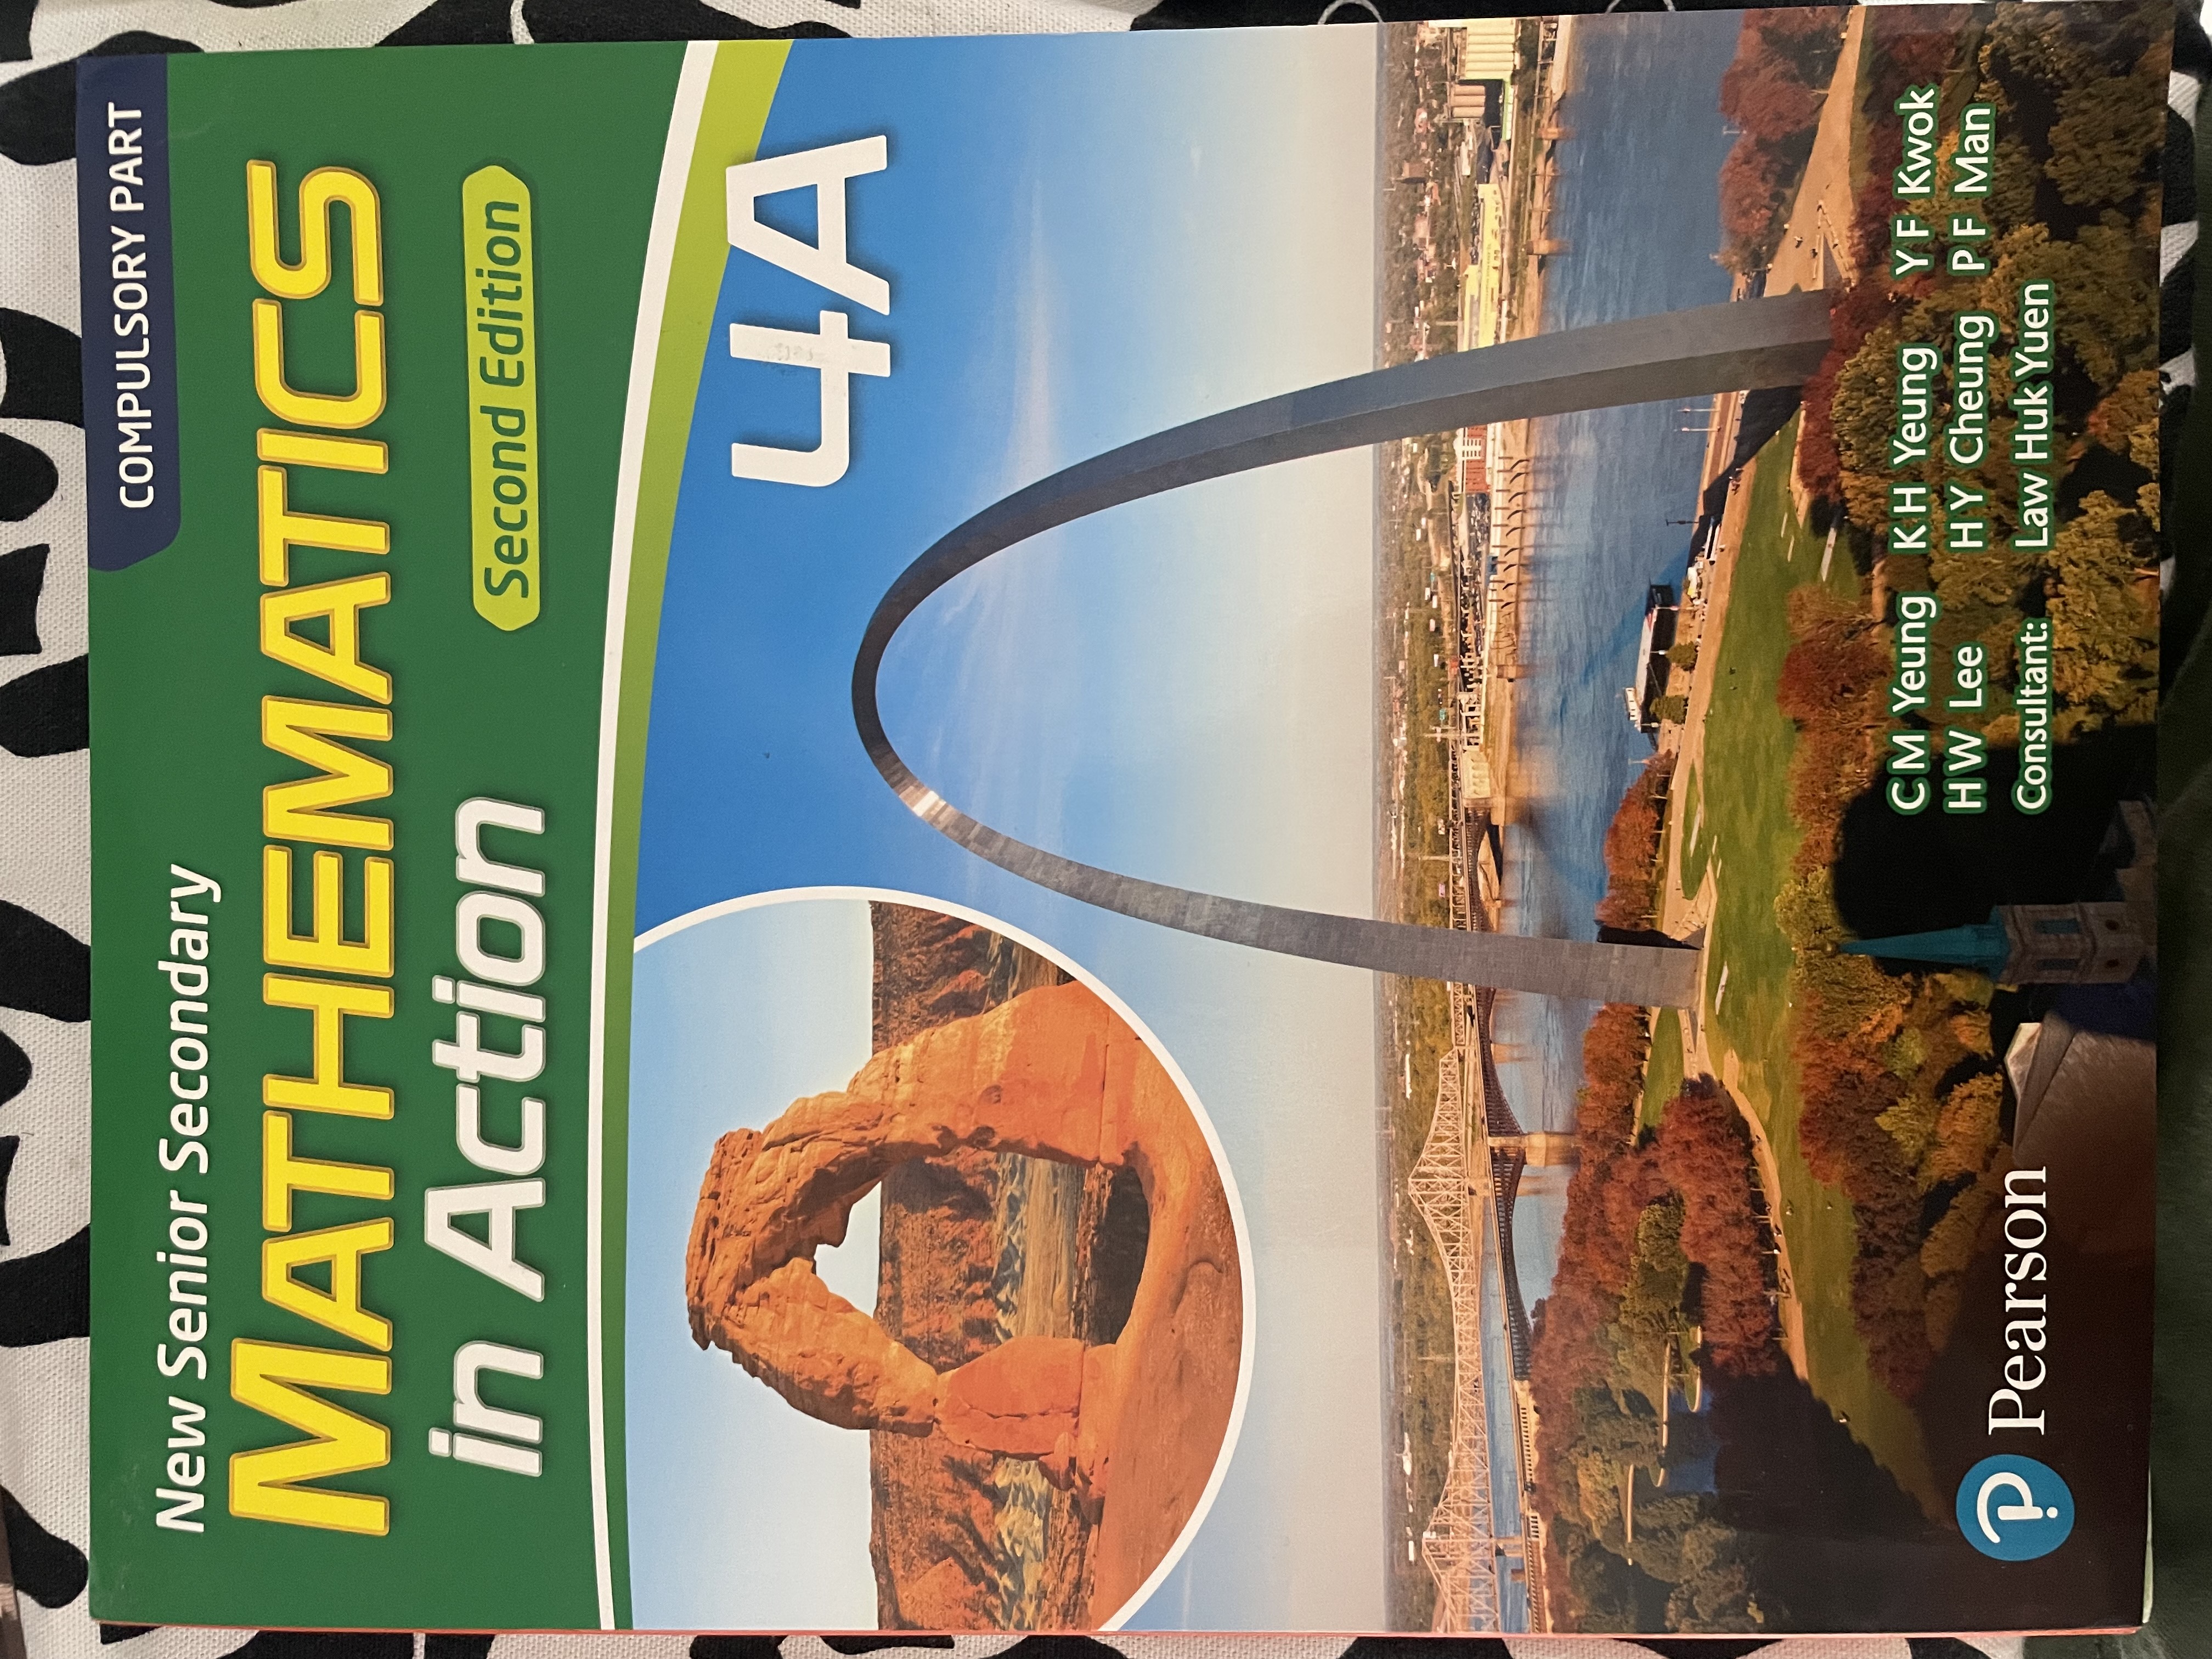 COMPULSORY PART
New Senior Secondary
MATHEMATICS
in Action
Second Edition
4A
C M Yeung K H Yeung Y F Kwok
H W Lee H Y Cheung P F Man
Consultant: Law Huk Yuen
Pearson